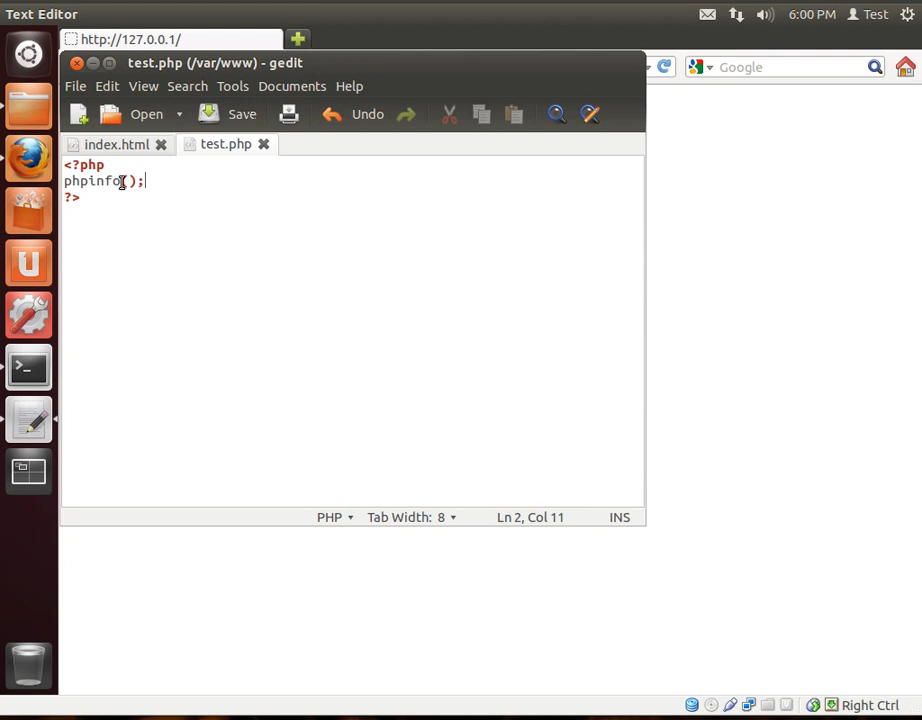 Text Editor
6:00 PM Test
http://127.0.0.1/
test.php (/var/www) - gedit
Google
File Edit View Search Tools Documents Help
Open Save Undo
index.html test.php
<?php
phpinfo();
?>
PHP Tab Width: 8 Ln 2, Col 11 INS
Right Ctrl